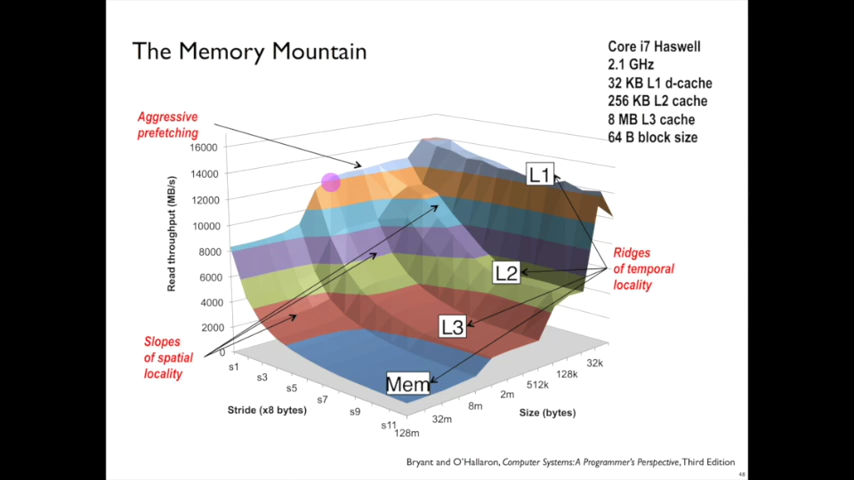 The Memory Mountain
Core i7 Haswell
2.1 GHz
32 KB L1 d-cache
256 KB L2 cache
8 MB L3 cache
64 B block size
Aggressive
prefetching
16000
14000
12000
10000
8000
6000
4000
2000
0
Read throughput (MB/s)
L1
L2
L3
Mem
Ridges
of temporal
locality
Slopes
of spatial
locality
s1
s3
s5
s7
s9
s11
Stride (x8 bytes)
128m
32m
8m
2m
512k
128k
32k
Size (bytes)
Bryant and O'Hallaron, Computer Systems: A Programmer's Perspective, Third Edition
48